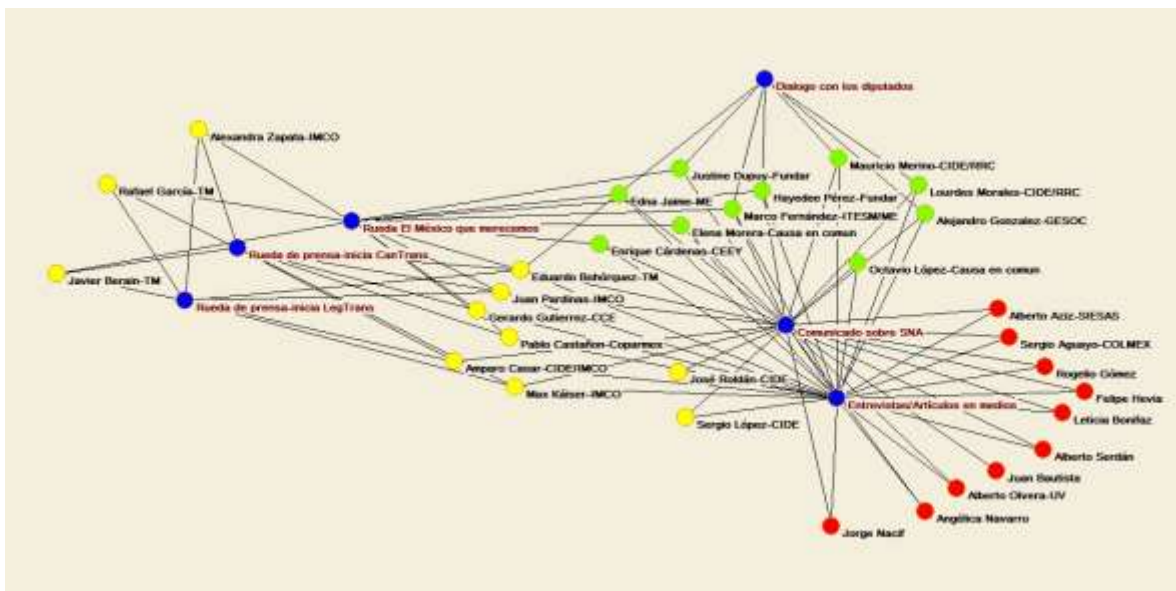 Dialogo con los diputados
Alexandra Zapata-IMCO
Mauricio Merino-CIDE/RRC
Justine Dupuy-Fundar
Rafael García-TM
Lourdes Morales-CIDE/RRC
Haydeé Pérez-Fundar
Edna Jaime-ME
Marco Fernández-ITESM/ME
Alejandro Guezalez-GESOC
Rueda El México que merecemos
Elena Morera-Causa en comun
Enrique Cárdenas-CEEY
Rueda de prensa-inicia CanTrans
Octavio López-Causa en comun
Javier Berain-TM
Eduardo Bohórquez-TM
Juan Pardinas-IMCO
Rueda de prensa-inicia LegTrans
Alberto Aziz-SIESAS
Gerardo Gutierrez-CCE
Comunicado sobre SNA
Sergio Aguayo-COLMEX
Pablo Castañon-Coparmex
Amparo Casar-CIDE/IMCO
Rogelio Gómez
José Roldán-CIDE
Max Káiser-IMCO
Felipe Hevia
Entrevistas/Artículos en medios
Leticia Bonifaz
Sergio López-CIDE
Alberto Serdán
Juan Bautista
Alberto Olvera-UV
Angélica Navarro
Jorge Nacif